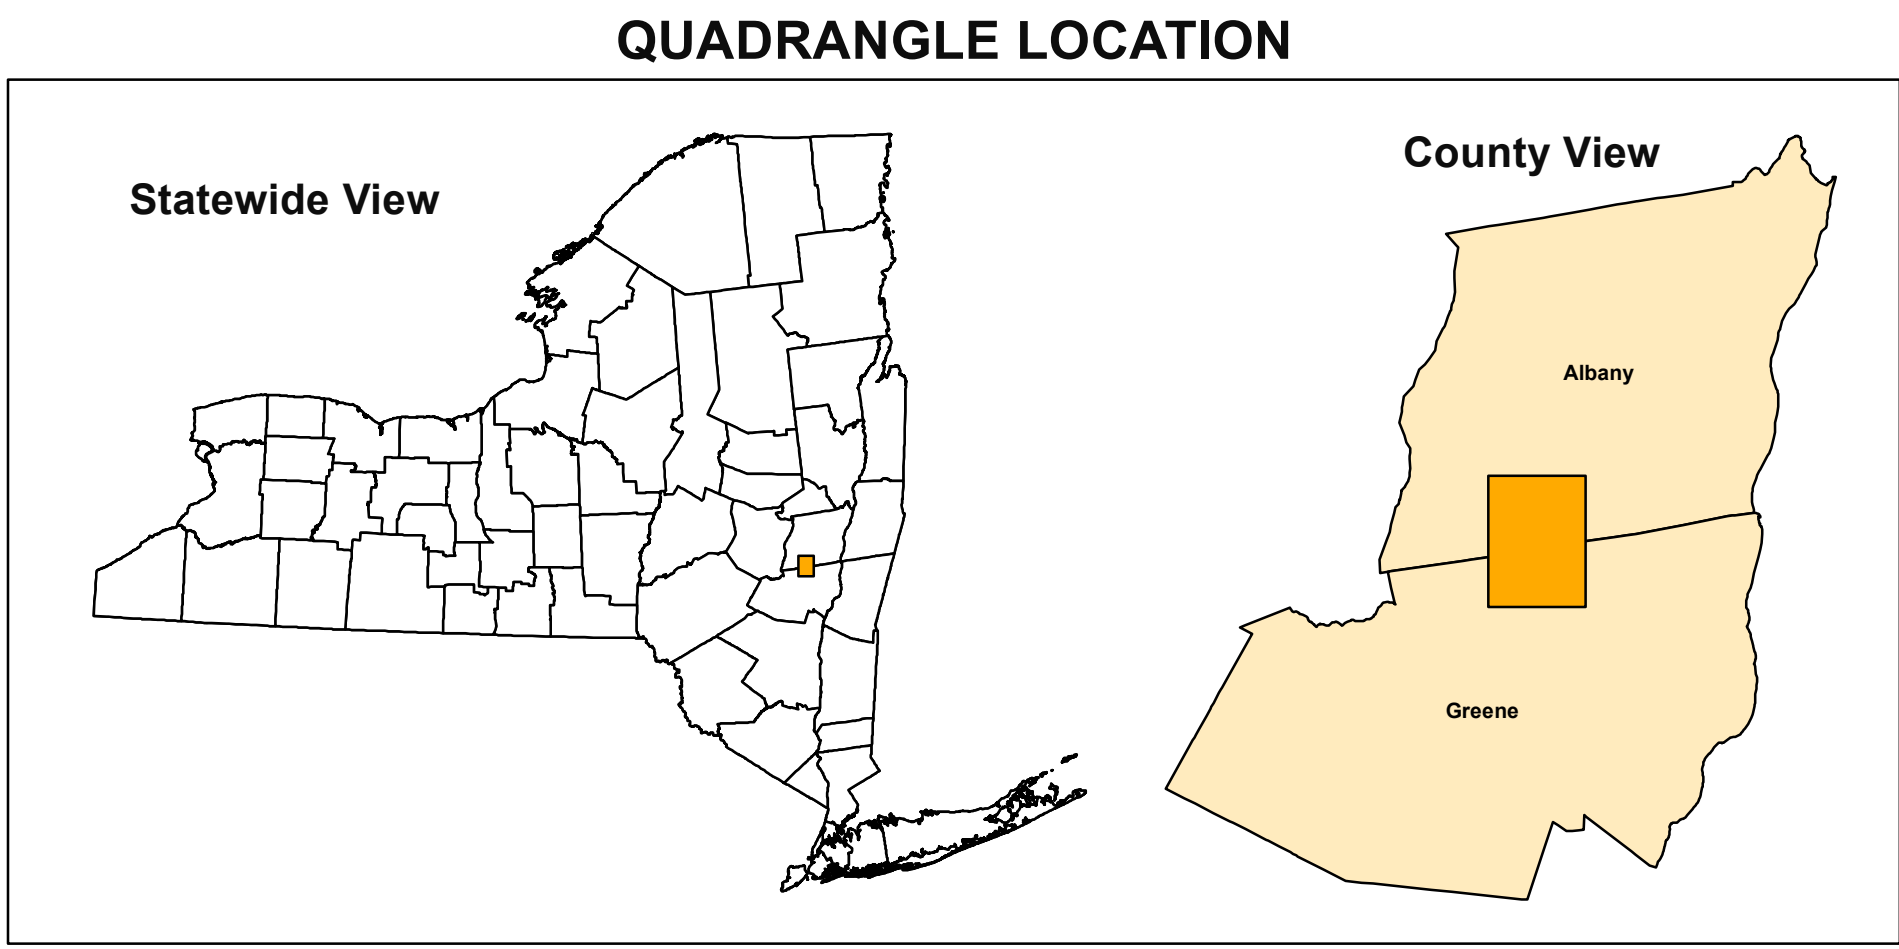 QUADRANGLE LOCATION
Statewide View
County View
Albany
Greene